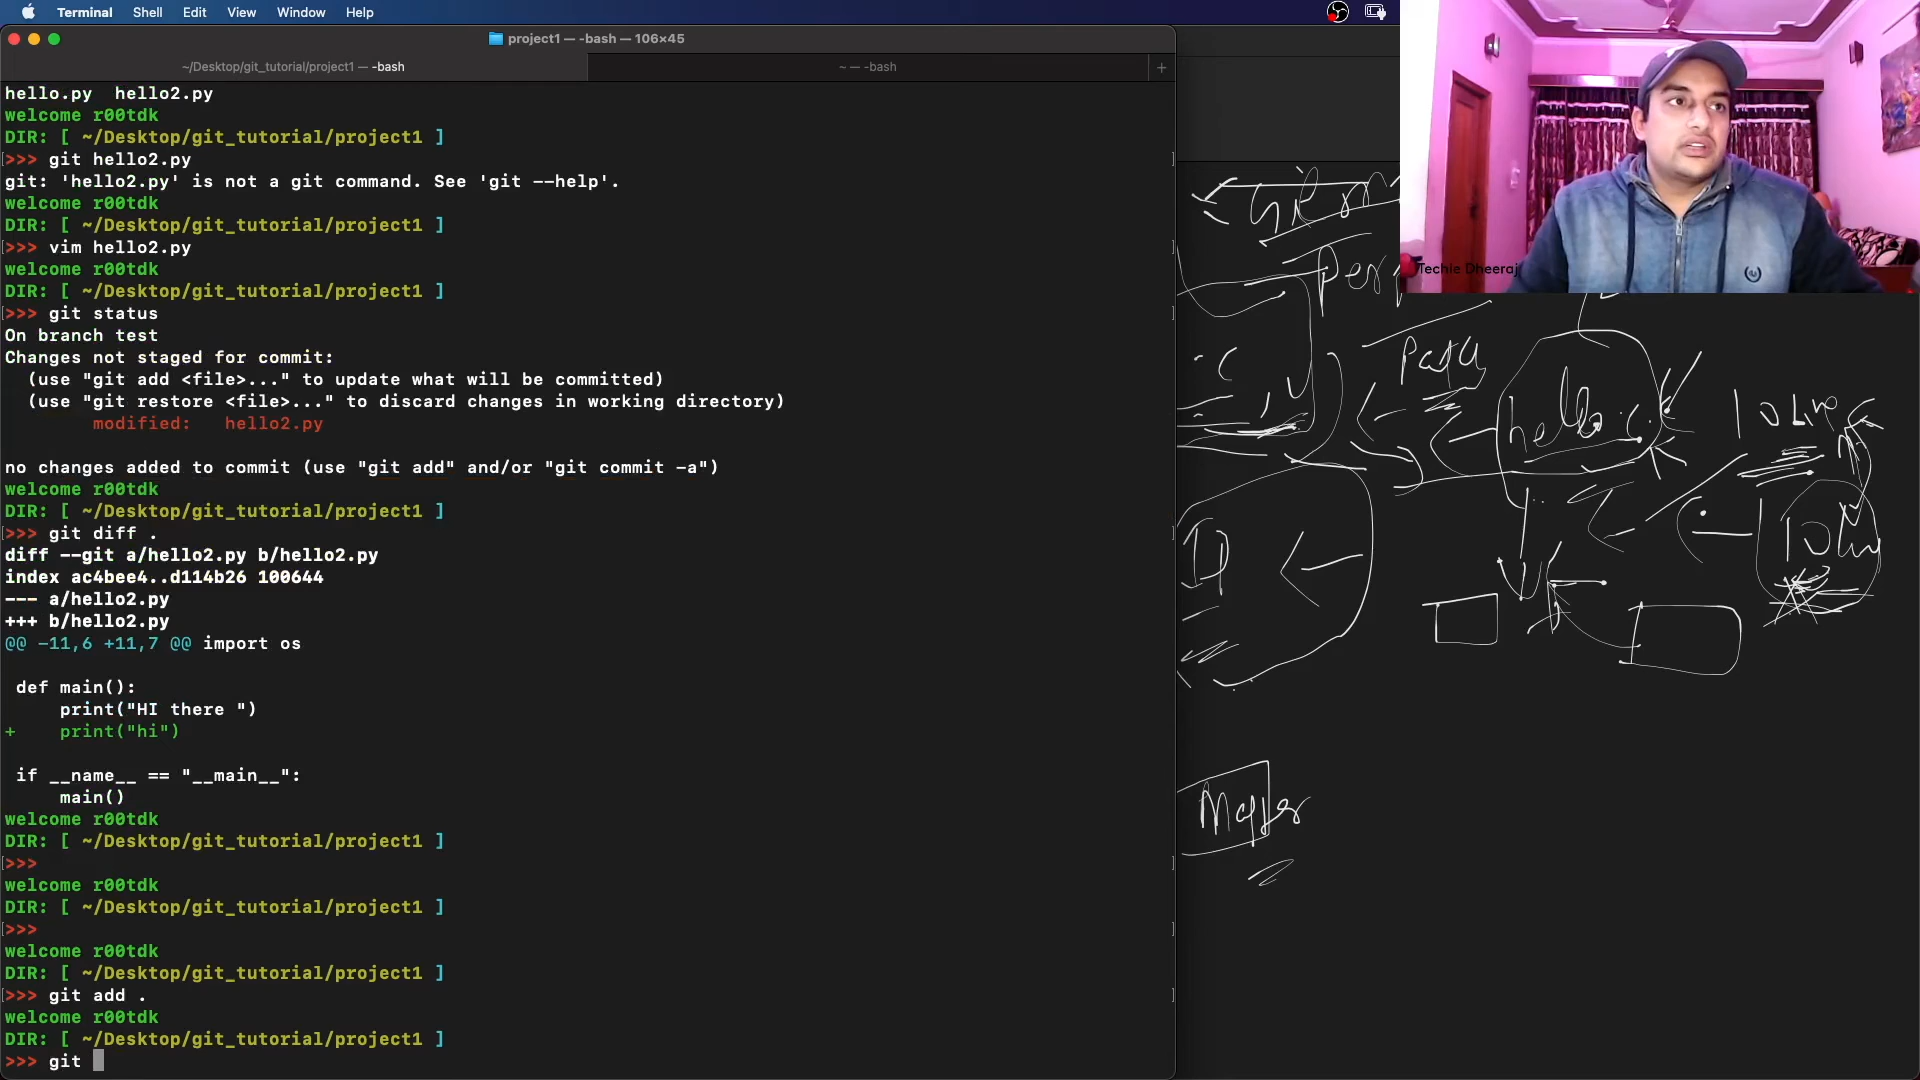 Terminal Shell Edit View Window Help
project1 — -bash — 106×45
~/Desktop/git_tutorial/project1 — -bash
~ — -bash
+
hello.py  hello2.py
welcome r00tdk
DIR: [ ~/Desktop/git_tutorial/project1 ]
>>> git hello2.py
git: 'hello2.py' is not a git command. See 'git --help'.
welcome r00tdk
DIR: [ ~/Desktop/git_tutorial/project1 ]
>>> vim hello2.py
welcome r00tdk
DIR: [ ~/Desktop/git_tutorial/project1 ]
>>> git status
On branch test
Changes not staged for commit:
  (use "git add <file>..." to update what will be committed)
  (use "git restore <file>..." to discard changes in working directory)
        modified:   hello2.py
no changes added to commit (use "git add" and/or "git commit -a")
welcome r00tdk
DIR: [ ~/Desktop/git_tutorial/project1 ]
>>> git diff .
diff --git a/hello2.py b/hello2.py
index ac4bee4..d114b26 100644
--- a/hello2.py
+++ b/hello2.py
@@ -11,6 +11,7 @@ import os
 def main():
     print("HI there ")
+    print("hi")
 if __name__ == "__main__":
     main()
welcome r00tdk
DIR: [ ~/Desktop/git_tutorial/project1 ]
>>>
welcome r00tdk
DIR: [ ~/Desktop/git_tutorial/project1 ]
>>>
welcome r00tdk
DIR: [ ~/Desktop/git_tutorial/project1 ]
>>> git add .
welcome r00tdk
DIR: [ ~/Desktop/git_tutorial/project1 ]
>>> git
Techie Dheeraj
Path
hello.c